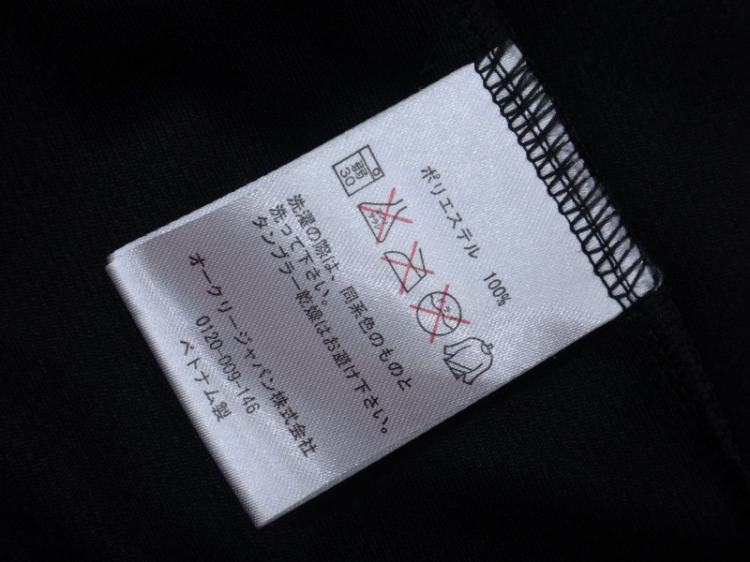 ポリエステル 100%
弱
30
洗濯の際は、同系色のものと
洗って下さい。
タンブラー乾燥はお避け下さい。
オークリージャパン株式会社
0120-009-146
ベトナム製